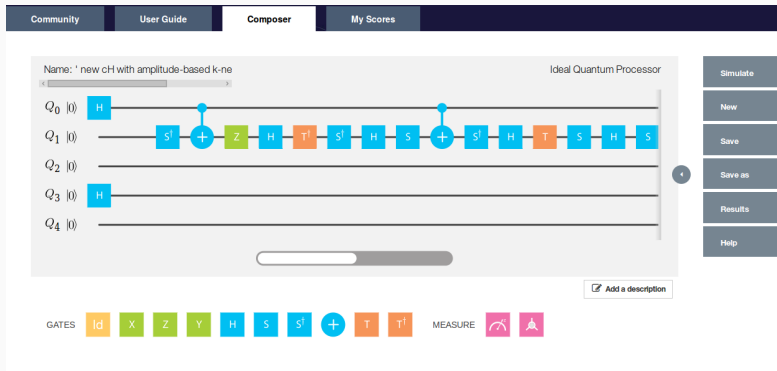 Community User Guide Composer My Scores
Name: ' new cH with amplitude-based k-ne Ideal Quantum Processor
Q0 |0⟩ H
Q1 |0⟩ S† + Z H T† S† H S + S† H T S H S
Q2 |0⟩
Q3 |0⟩ H
Q4 |0⟩
Simulate
New
Save
Save as
Results
Help
Add a description
GATES Id X Z Y H S S† + T T† MEASURE